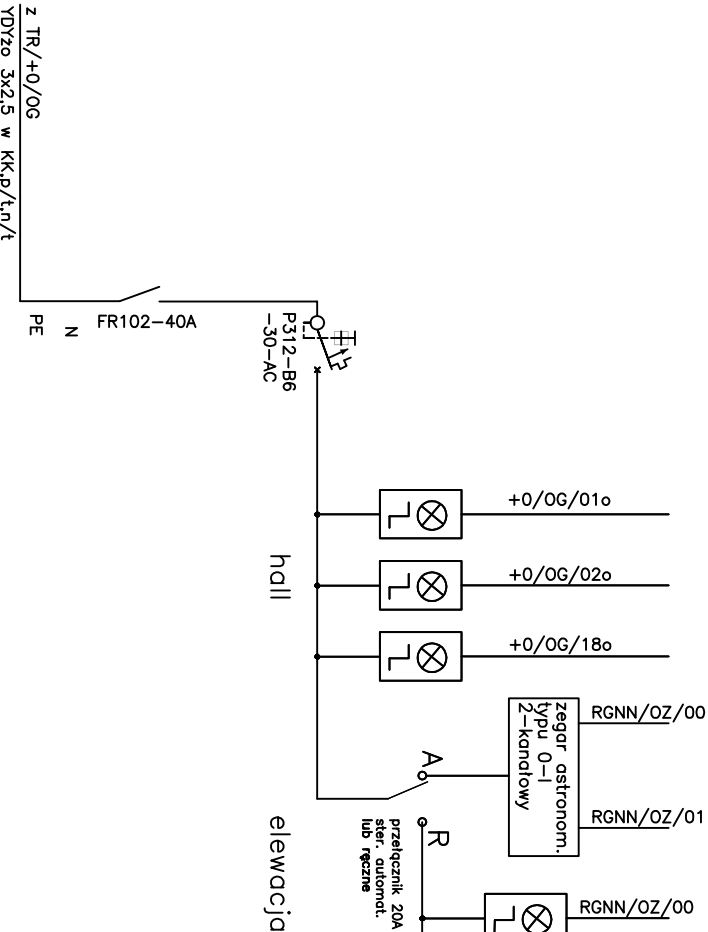 z TR/+0/OG
YDYżo 3x2,5 w KK,p/t,n/t
PE
N
FR102-40A
P312-B6
-30-AC
+0/OG/01o
+0/OG/02o
hall
+0/OG/18o
RGNN/OZ/00
zegar astronom.
typu 0-I
2-kanałowy
A
RGNN/OZ/01
R
przełącznik 20A
ster. automat.
lub ręczne
elewacja
RGNN/OZ/00